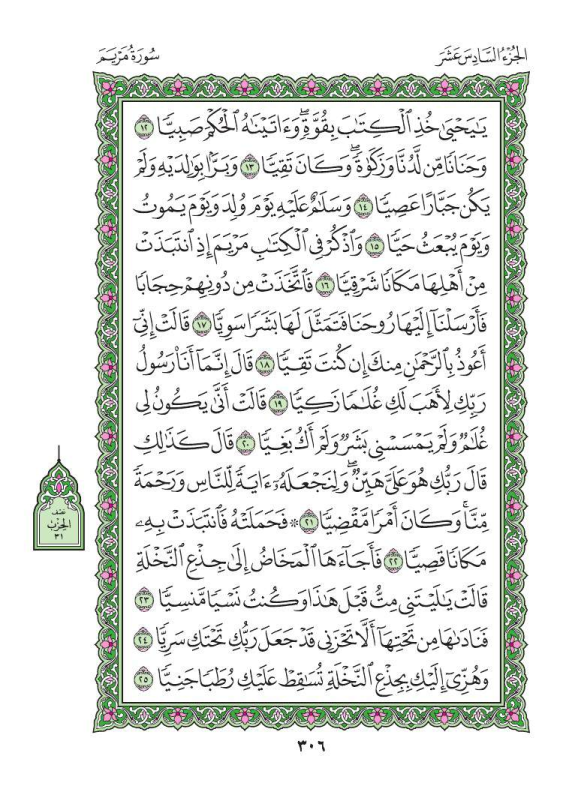 سُورَةُ مَرْيَمَ
الجُزْءُ السَّادِسَ عَشَرَ
يَٰيَحْيَىٰ خُذِ ٱلْكِتَٰبَ بِقُوَّةٖۖ وَءَاتَيْنَٰهُ ٱلْحُكْمَ صَبِيّٗا ١٢
وَحَنَانٗا مِّن لَّدُنَّا وَزَكَوٰةٗۖ وَكَانَ تَقِيّٗا ١٣ وَبَرَّۢا بِوَٰلِدَيْهِ وَلَمْ
يَكُن جَبَّارًا عَصِيّٗا ١٤ وَسَلَٰمٌ عَلَيْهِ يَوْمَ وُلِدَ وَيَوْمَ يَمُوتُ
وَيَوْمَ يُبْعَثُ حَيّٗا ١٥ وَٱذْكُرْ فِي ٱلْكِتَٰبِ مَرْيَمَ إِذِ ٱنتَبَذَتْ
مِنْ أَهْلِهَا مَكَانٗا شَرْقِيّٗا ١٦ فَٱتَّخَذَتْ مِن دُونِهِمْ حِجَابٗا
فَأَرْسَلْنَآ إِلَيْهَا رُوحَنَا فَتَمَثَّلَ لَهَا بَشَرٗا سَوِيّٗا ١٧ قَالَتْ إِنِّيٓ
أَعُوذُ بِٱلرَّحْمَٰنِ مِنكَ إِن كُنتَ تَقِيّٗا ١٨ قَالَ إِنَّمَآ أَنَا۠ رَسُولُ
رَبِّكِ لِأَهَبَ لَكِ غُلَٰمٗا زَكِيّٗا ١٩ قَالَتْ أَنَّىٰ يَكُونُ لِي
غُلَٰمٞ وَلَمْ يَمْسَسْنِي بَشَرٞ وَلَمْ أَكُ بَغِيّٗا ٢٠ قَالَ كَذَٰلِكِ
قَالَ رَبُّكِ هُوَ عَلَيَّ هَيِّنٞۖ وَلِنَجْعَلَهُۥٓ ءَايَةٗ لِّلنَّاسِ وَرَحْمَةٗ
مِّنَّاۚ وَكَانَ أَمْرٗا مَّقْضِيّٗا ٢١ ۞ فَحَمَلَتْهُ فَٱنتَبَذَتْ بِهِۦ
مَكَانٗا قَصِيّٗا ٢٢ فَأَجَآءَهَا ٱلْمَخَاضُ إِلَىٰ جِذْعِ ٱلنَّخْلَةِ
قَالَتْ يَٰلَيْتَنِي مِتُّ قَبْلَ هَٰذَا وَكُنتُ نَسْيٗا مَّنسِيّٗا ٢٣
فَنَادَىٰهَا مِن تَحْتِهَآ أَلَّا تَحْزَنِي قَدْ جَعَلَ رَبُّكِ تَحْتَكِ سَرِيّٗا ٢٤
وَهُزِّيٓ إِلَيْكِ بِجِذْعِ ٱلنَّخْلَةِ تُسَٰقِطْ عَلَيْكِ رُطَبٗا جَنِيّٗا ٢٥
نصف
الحزب
٣١
٣٠٦